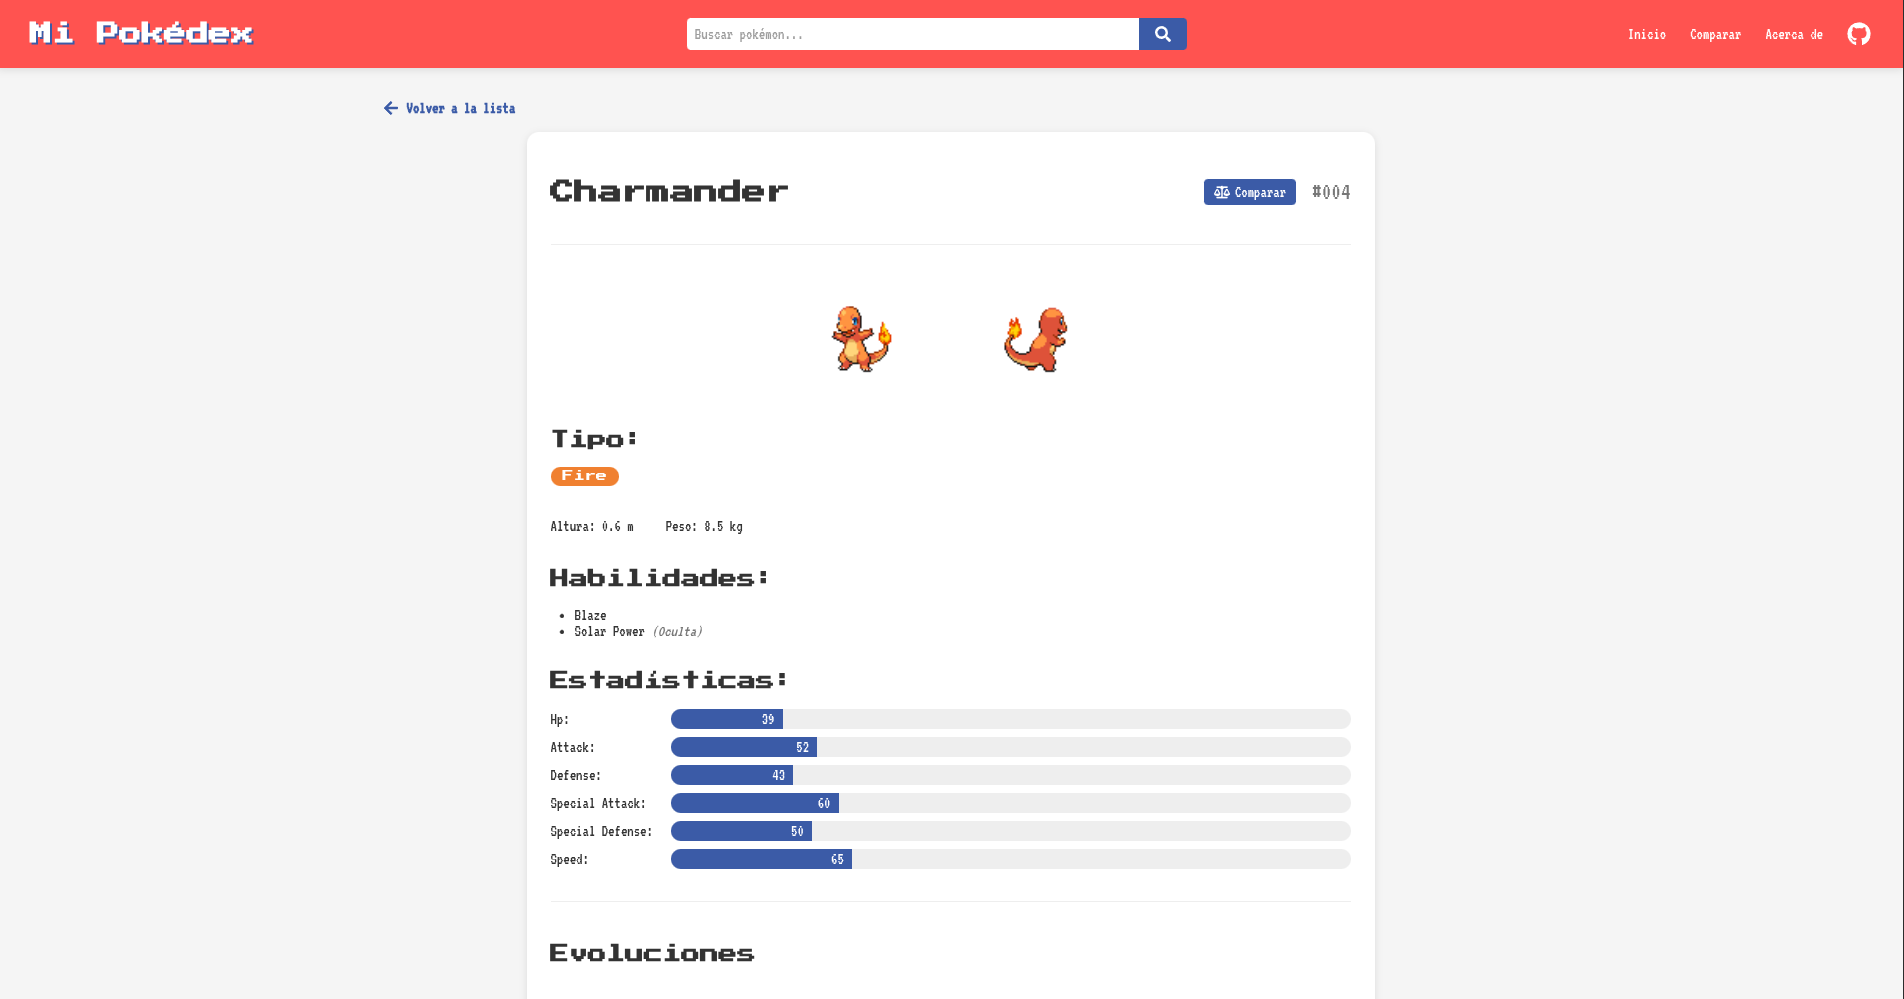 Mi Pokédex
Buscar pokémon...
Inicio
Comparar
Acerca de
Volver a la lista
Charmander
Comparar
#004
Tipo:
Fire
Altura: 0.6 m
Peso: 8.5 kg
Habilidades:
• Blaze
• Solar Power (Oculta)
Estadísticas:
Hp: 39
Attack: 52
Defense: 43
Special Attack: 60
Special Defense: 50
Speed: 65
Evoluciones